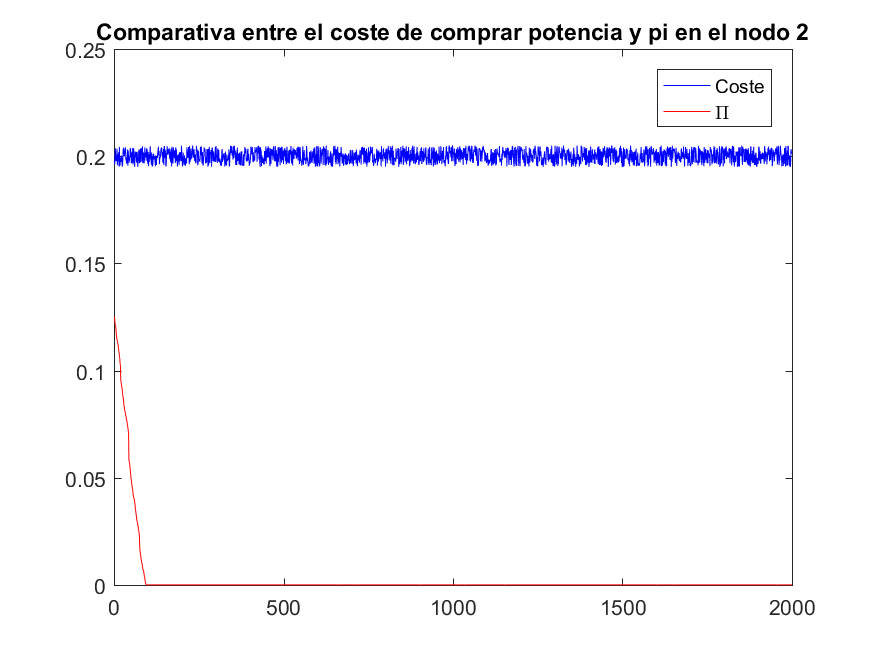 Comparativa entre el coste de comprar potencia y pi en el nodo 2
0.25
Coste
Π
0.2
0.15
0.1
0.05
0
0 500 1000 1500 2000